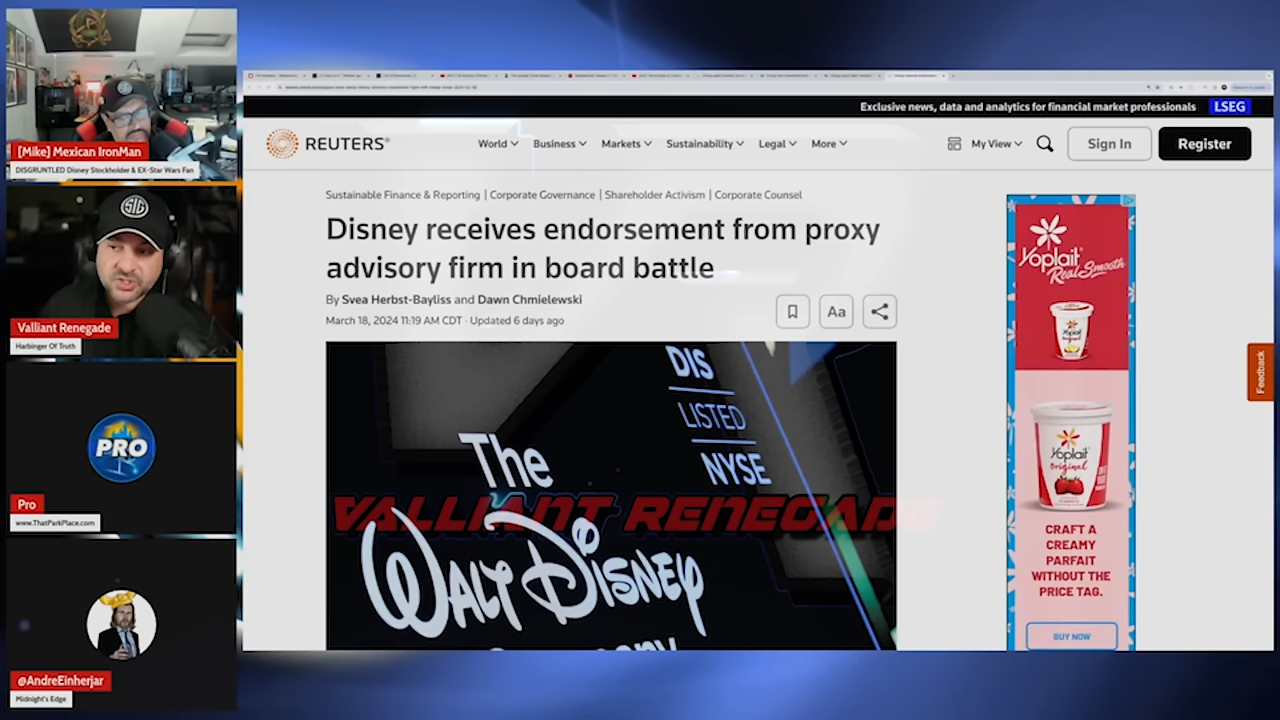 [Mike] Mexican IronMan
DISGRUNTLED Disney Stockholder & EX-Star Wars Fan
SIG
Valliant Renegade
Harbinger Of Truth
PRO
Pro
www.ThatParkPlace.com
@AndreEinherjar
Midnight's Edge
Exclusive news, data and analytics for financial market professionals LSEG
REUTERS®
World Business Markets Sustainability Legal More
My View Sign In Register
Sustainable Finance & Reporting | Corporate Governance | Shareholder Activism | Corporate Counsel
Disney receives endorsement from proxy
advisory firm in board battle
By Svea Herbst-Bayliss and Dawn Chmielewski
March 18, 2024 11:19 AM CDT · Updated 6 days ago
Aa
DIS
LISTED
NYSE
The
VALLIANT RENEGADE
WALT DISNEY
Yoplait
Real Smooth
Yoplait
Original
CRAFT A
CREAMY
PARFAIT
WITHOUT THE
PRICE TAG.
BUY NOW
Feedback